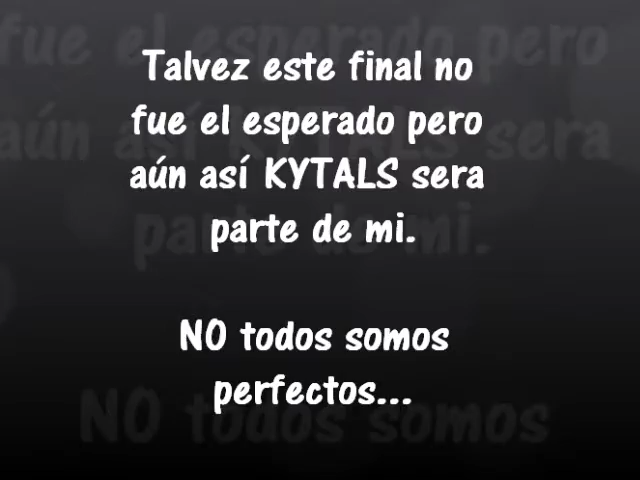 Talvez este final no
fue el esperado pero
aún así KYTALS sera
parte de mi.
NO todos somos
perfectos...